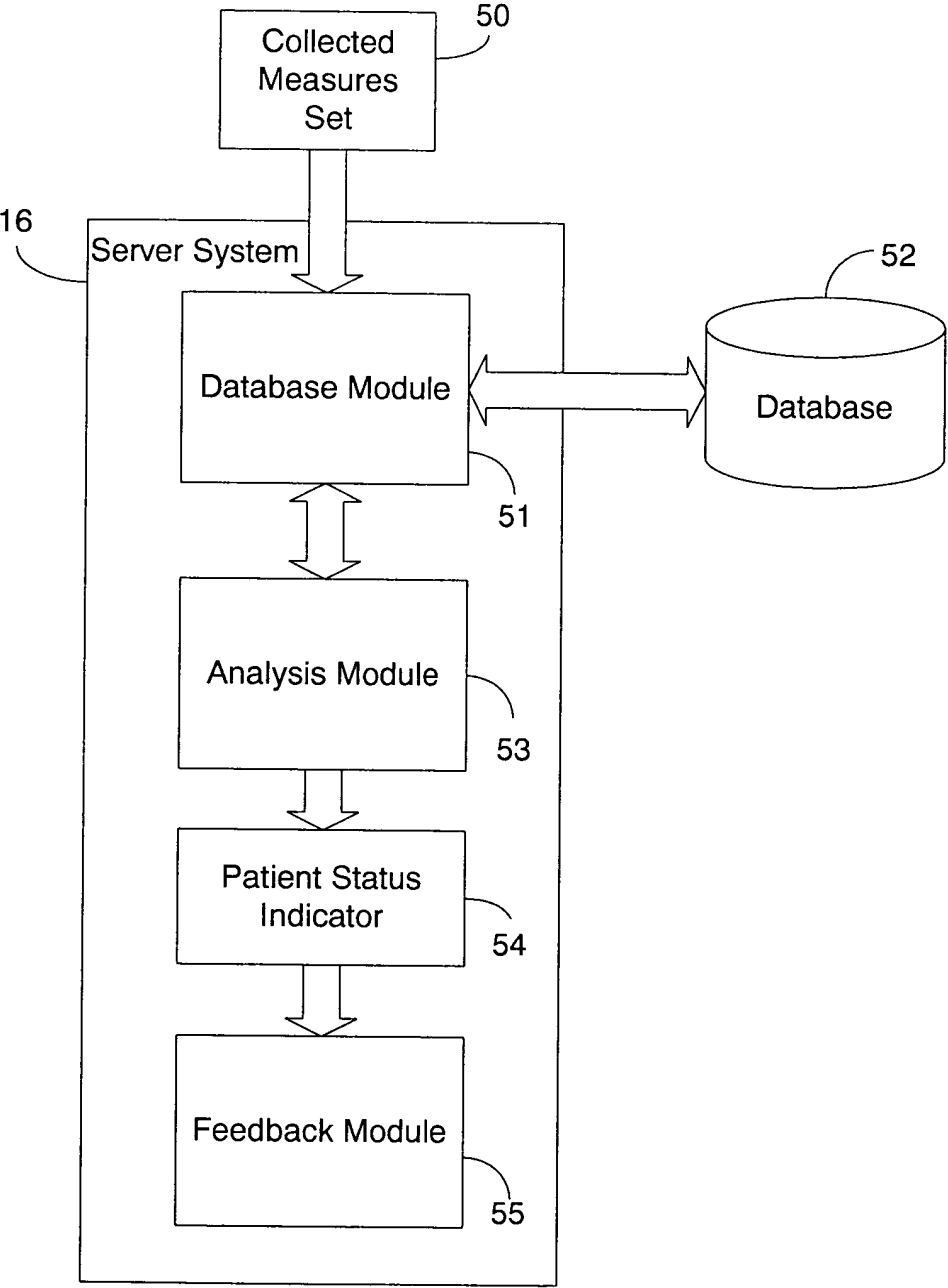 Collected
Measures
Set
50
16
Server System
52
Database Module
Database
51
Analysis Module
53
Patient Status
Indicator
54
Feedback Module
55